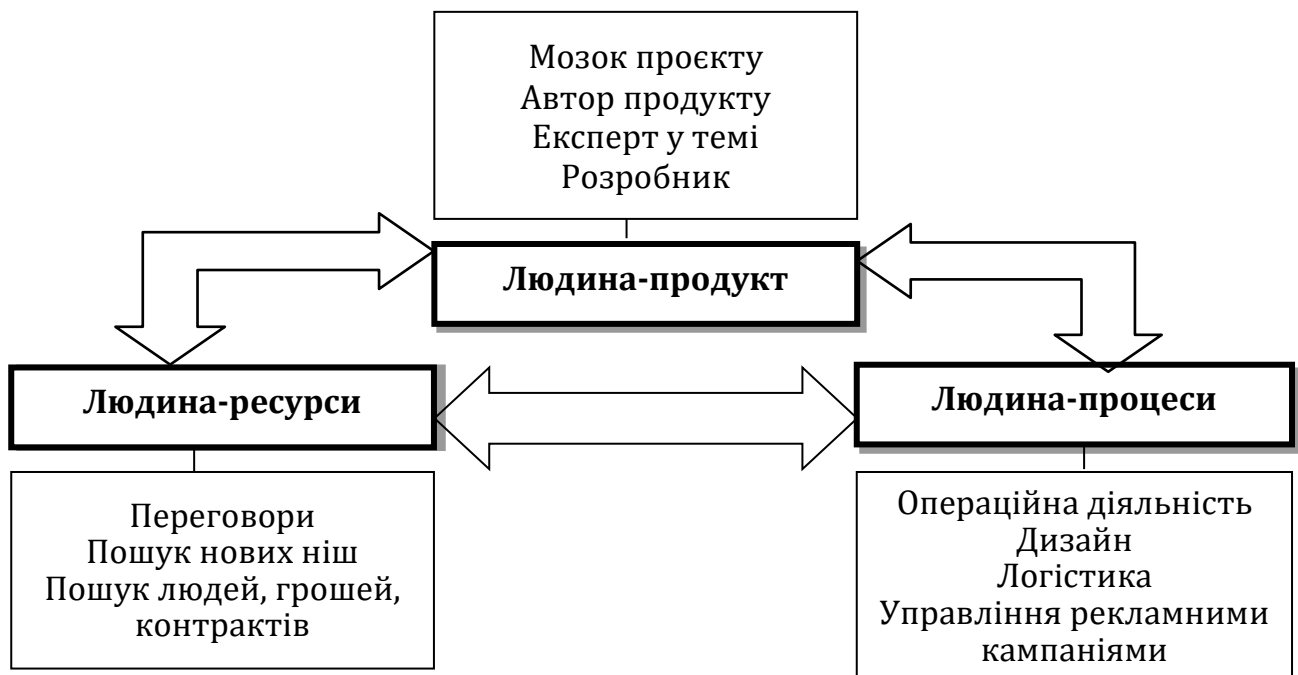 Мозок проєкту
Автор продукту
Експерт у темі
Розробник
Людина-продукт
Людина-ресурси
Людина-процеси
Переговори
Пошук нових ніш
Пошук людей, грошей,
контрактів
Операційна діяльність
Дизайн
Логістика
Управління рекламними
кампаніями